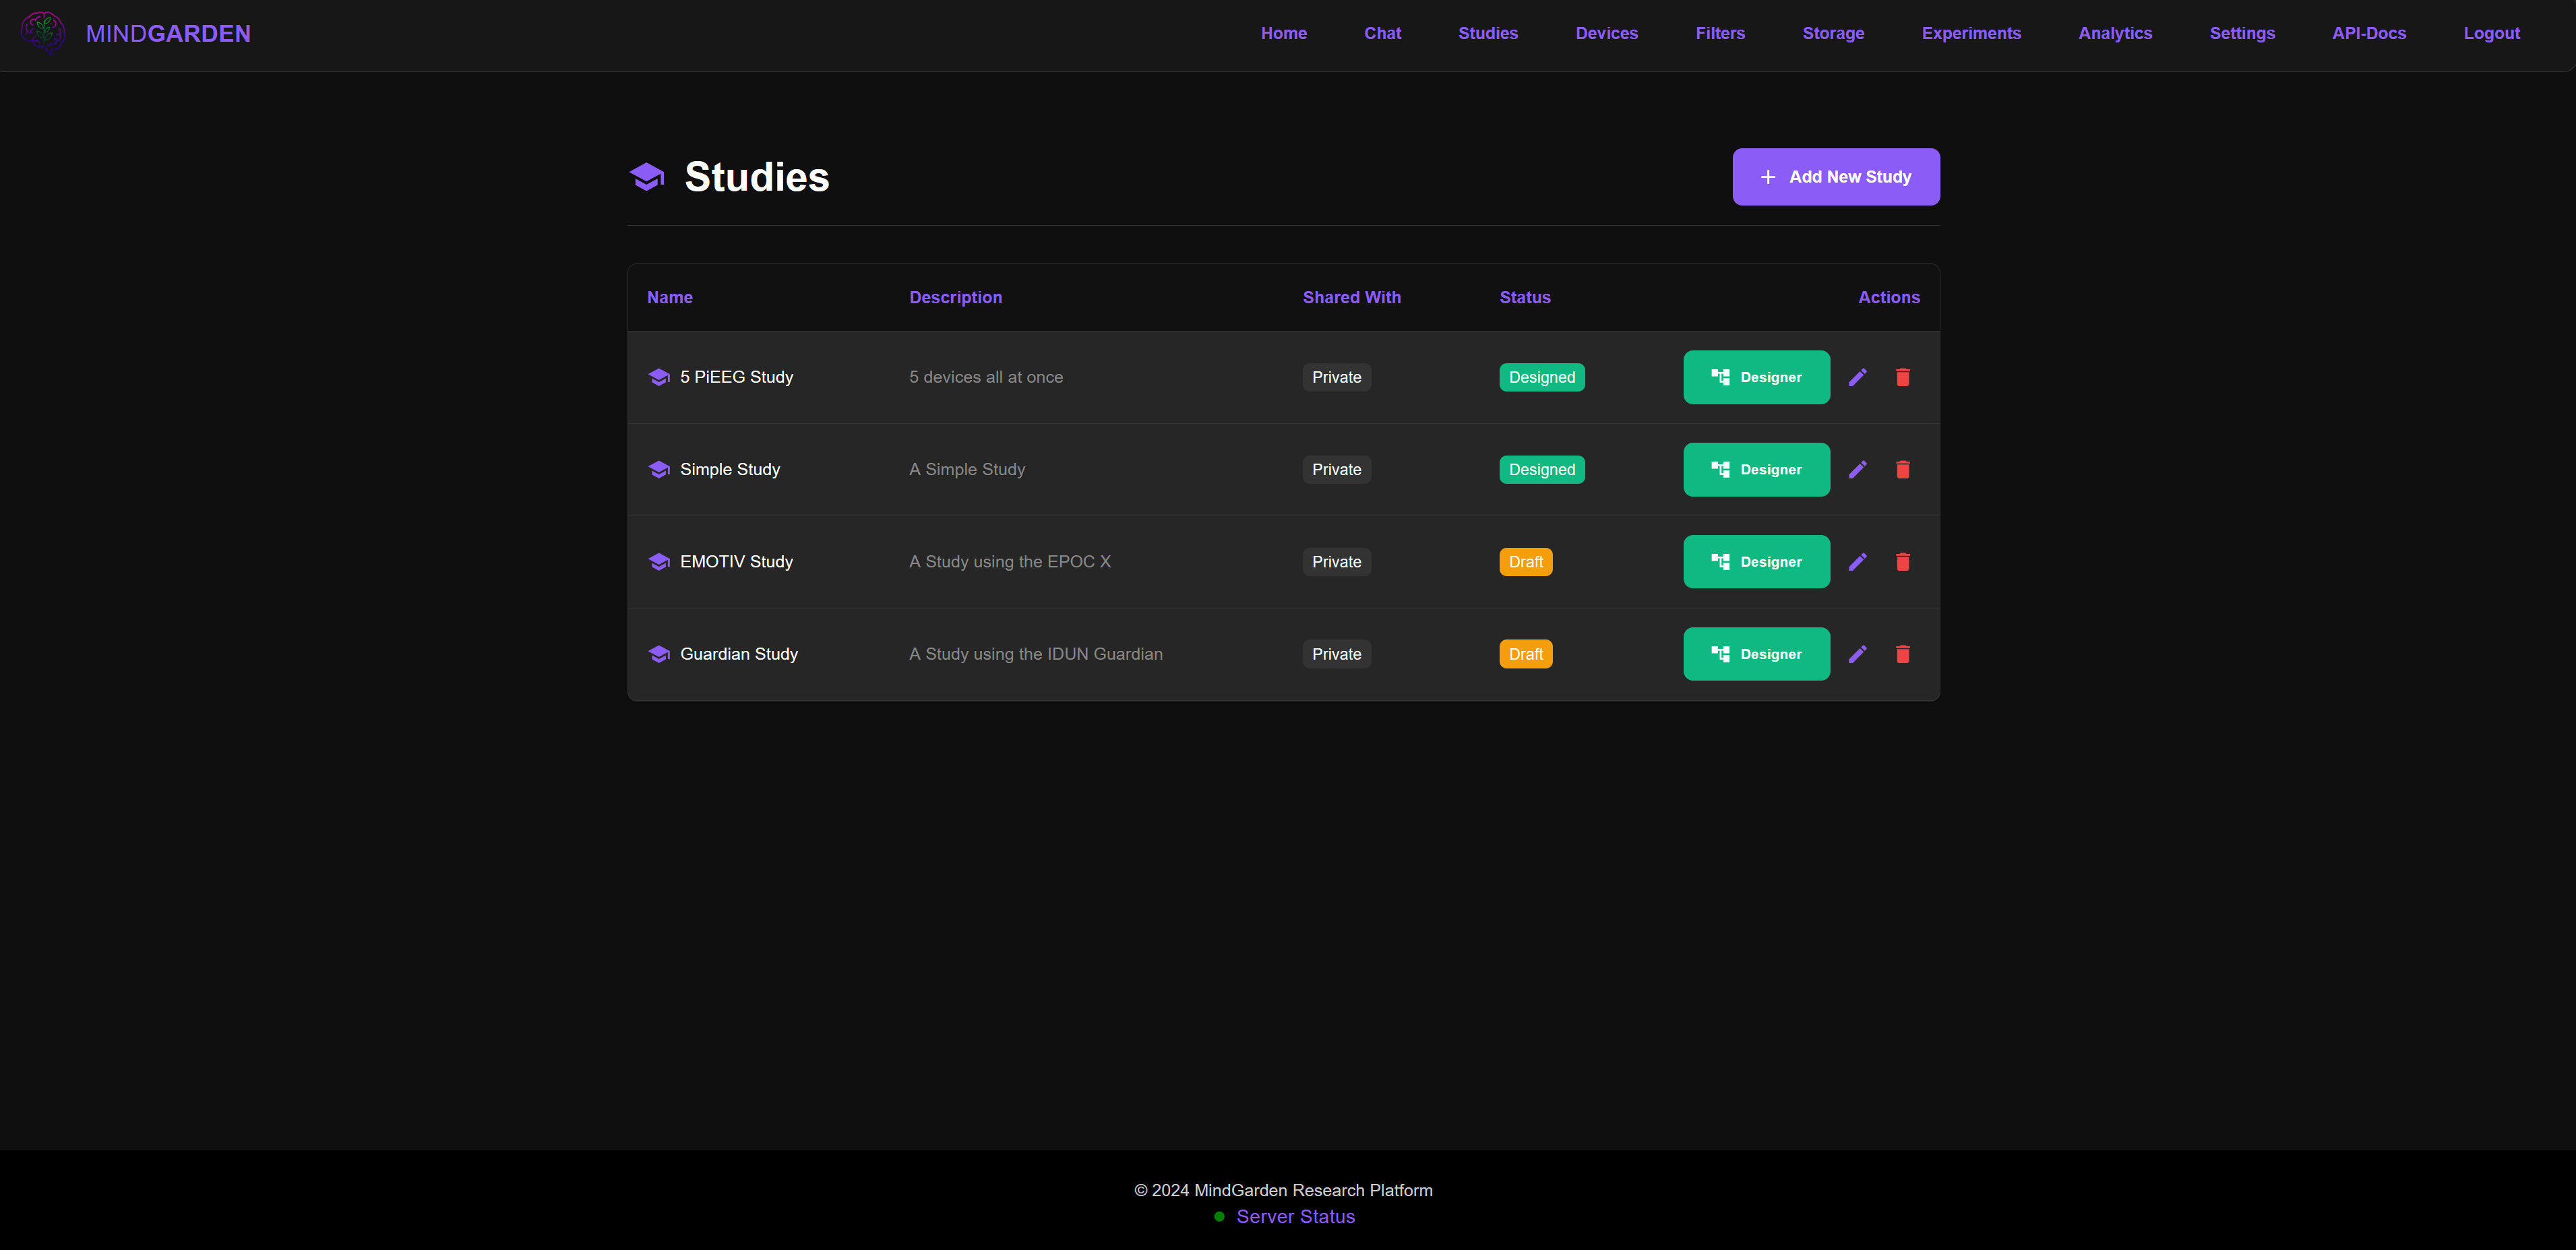 MINDGARDEN Home Chat Studies Devices Filters Storage Experiments Analytics Settings API-Docs Logout
Studies
+ Add New Study
Name Description Shared With Status Actions
5 PiEEG Study 5 devices all at once Private Designed Designer
Simple Study A Simple Study Private Designed Designer
EMOTIV Study A Study using the EPOC X Private Draft Designer
Guardian Study A Study using the IDUN Guardian Private Draft Designer
© 2024 MindGarden Research Platform
Server Status